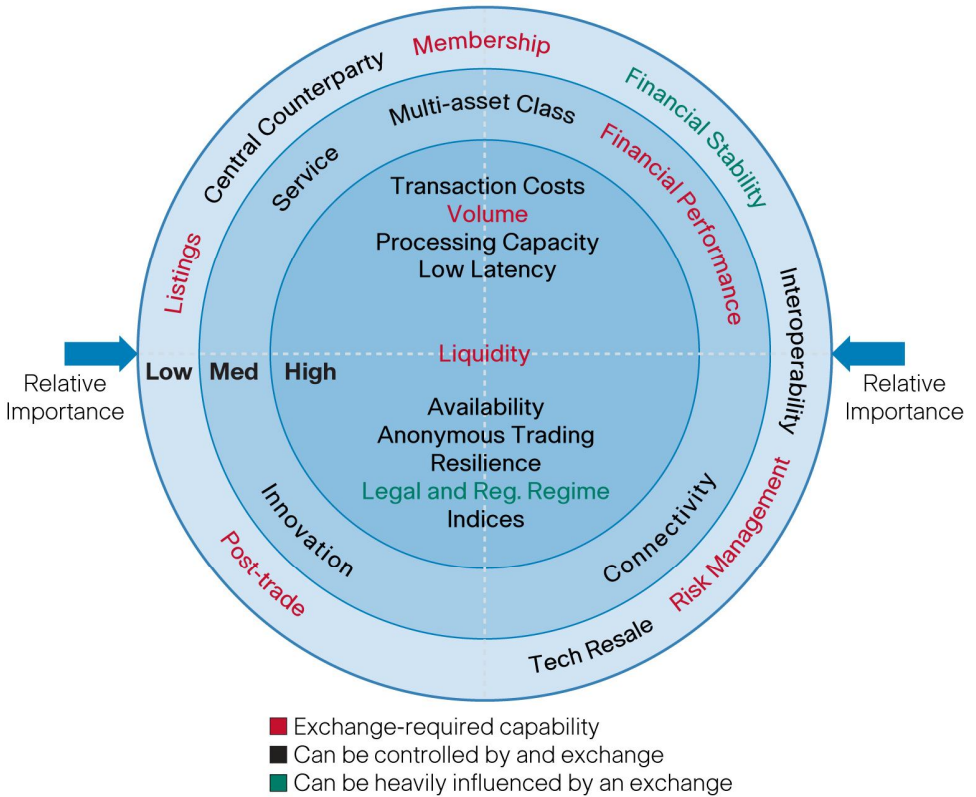 Membership
Central Counterparty
Financial Stability
Multi-asset Class
Service
Financial Performance
Listings
Transaction Costs
Volume
Processing Capacity
Low Latency
Interoperability
Liquidity
Low Med High
Relative
Importance
Relative
Importance
Availability
Anonymous Trading
Resilience
Legal and Reg. Regime
Indices
Innovation
Connectivity
Post-trade
Risk Management
Tech Resale
Exchange-required capability
Can be controlled by and exchange
Can be heavily influenced by an exchange